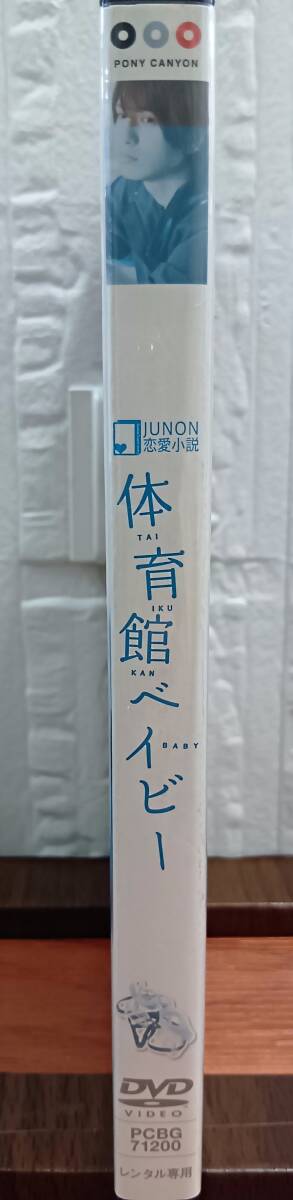 PONY CANYON
JUNON
恋愛小説
体育館ベイビー
TAI
IKU
KAN
BABY
DVD
VIDEO
PCBG
71200
レンタル専用